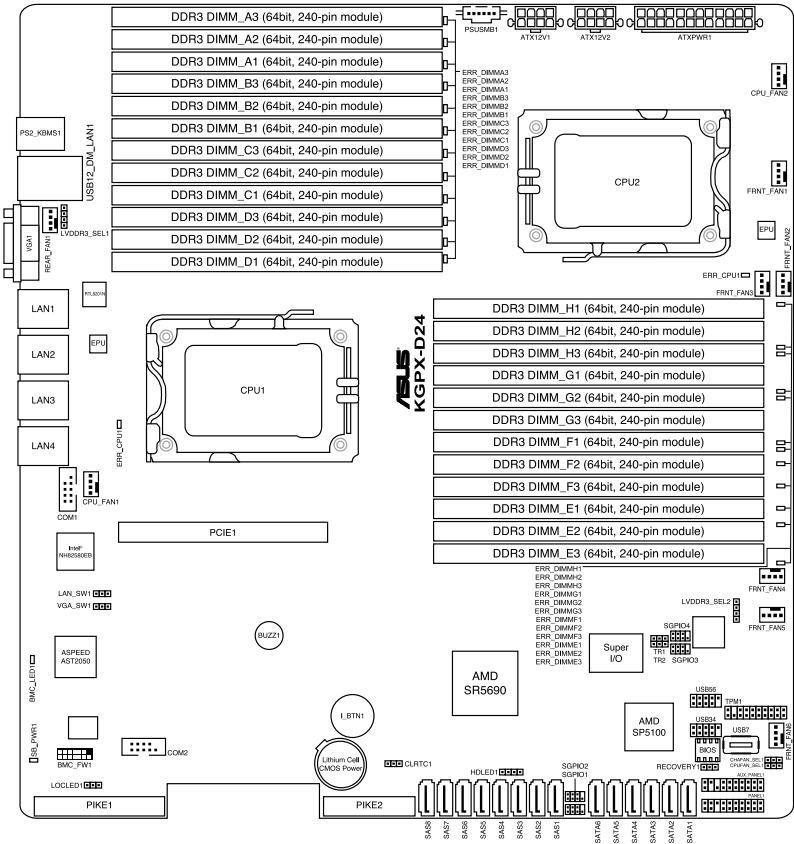 DDR3 DIMM_A3 (64bit, 240-pin module)
DDR3 DIMM_A2 (64bit, 240-pin module)
DDR3 DIMM_A1 (64bit, 240-pin module)
DDR3 DIMM_B3 (64bit, 240-pin module)
DDR3 DIMM_B2 (64bit, 240-pin module)
DDR3 DIMM_B1 (64bit, 240-pin module)
DDR3 DIMM_C3 (64bit, 240-pin module)
DDR3 DIMM_C2 (64bit, 240-pin module)
DDR3 DIMM_C1 (64bit, 240-pin module)
DDR3 DIMM_D3 (64bit, 240-pin module)
DDR3 DIMM_D2 (64bit, 240-pin module)
DDR3 DIMM_D1 (64bit, 240-pin module)
PSUSMB1
ATX12V1
ATX12V2
ATXPWR1
ERR_DIMMA3
ERR_DIMMA2
ERR_DIMMA1
ERR_DIMMB3
ERR_DIMMB2
ERR_DIMMB1
ERR_DIMMC3
ERR_DIMMC2
ERR_DIMMC1
ERR_DIMMD3
ERR_DIMMD2
ERR_DIMMD1
CPU_FAN2
CPU2
FRNT_FAN1
EPU
FRNT_FAN2
ERR_CPU1
FRNT_FAN3
PS2_KBMS1
USB12_DM_LAN1
VGA1
REAR_FAN1
LVDDR3_SEL1
RTL8201N
LAN1
LAN2
LAN3
LAN4
EPU
CPU1
ERR_CPU1
ASUS
KGPX-D24
DDR3 DIMM_H1 (64bit, 240-pin module)
DDR3 DIMM_H2 (64bit, 240-pin module)
DDR3 DIMM_H3 (64bit, 240-pin module)
DDR3 DIMM_G1 (64bit, 240-pin module)
DDR3 DIMM_G2 (64bit, 240-pin module)
DDR3 DIMM_G3 (64bit, 240-pin module)
DDR3 DIMM_F1 (64bit, 240-pin module)
DDR3 DIMM_F2 (64bit, 240-pin module)
DDR3 DIMM_F3 (64bit, 240-pin module)
DDR3 DIMM_E1 (64bit, 240-pin module)
DDR3 DIMM_E2 (64bit, 240-pin module)
DDR3 DIMM_E3 (64bit, 240-pin module)
COM1
CPU_FAN1
PCIE1
Intel®
NH82580EB
LAN_SW1
VGA_SW1
ERR_DIMMH1
ERR_DIMMH2
ERR_DIMMH3
ERR_DIMMG1
ERR_DIMMG2
ERR_DIMMG3
ERR_DIMMF1
ERR_DIMMF2
ERR_DIMMF3
ERR_DIMME1
ERR_DIMME2
ERR_DIMME3
FRNT_FAN4
LVDDR3_SEL2
FRNT_FAN5
SGPIO4
TR1
TR2
SGPIO3
Super
I/O
BUZZ1
ASPEED
AST2050
BMC_LED1
AMD
SR5690
USB56
TPM1
I_BTN1
AMD
SP5100
USB34
USB7
BIOS
FRNT_FAN6
SB_PWR1
BMC_FW1
COM2
Lithium Cell
CMOS Power
CLRTC1
RECOVERY1
CHAFAN_SEL1
CPUFAN_SEL1
LOCLED1
HDLED1
SGPIO2
SGPIO1
AUX_PANEL1
PANEL1
PIKE1
PIKE2
SAS8
SAS7
SAS6
SAS5
SAS4
SAS3
SAS2
SAS1
SATA6
SATA5
SATA4
SATA3
SATA2
SATA1